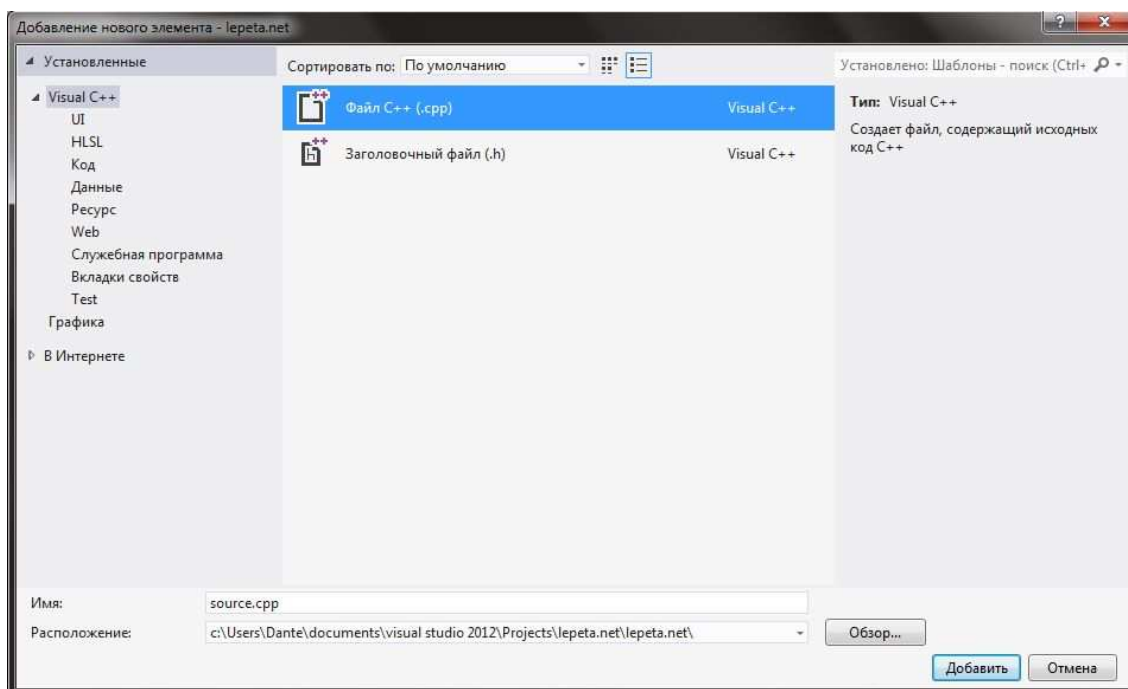 Добавление нового элемента - lepeta.net
Установленные
Visual C++
UI
HLSL
Код
Данные
Ресурс
Web
Служебная программа
Вкладки свойств
Test
Графика
В Интернете
Сортировать по: По умолчанию
Файл C++ (.cpp) Visual C++
Заголовочный файл (.h) Visual C++
Установлено: Шаблоны - поиск (Ctrl+
Тип: Visual C++
Создает файл, содержащий исходных
код C++
Имя: source.cpp
Расположение: c:\Users\Dante\documents\visual studio 2012\Projects\lepeta.net\lepeta.net\
Обзор...
Добавить Отмена